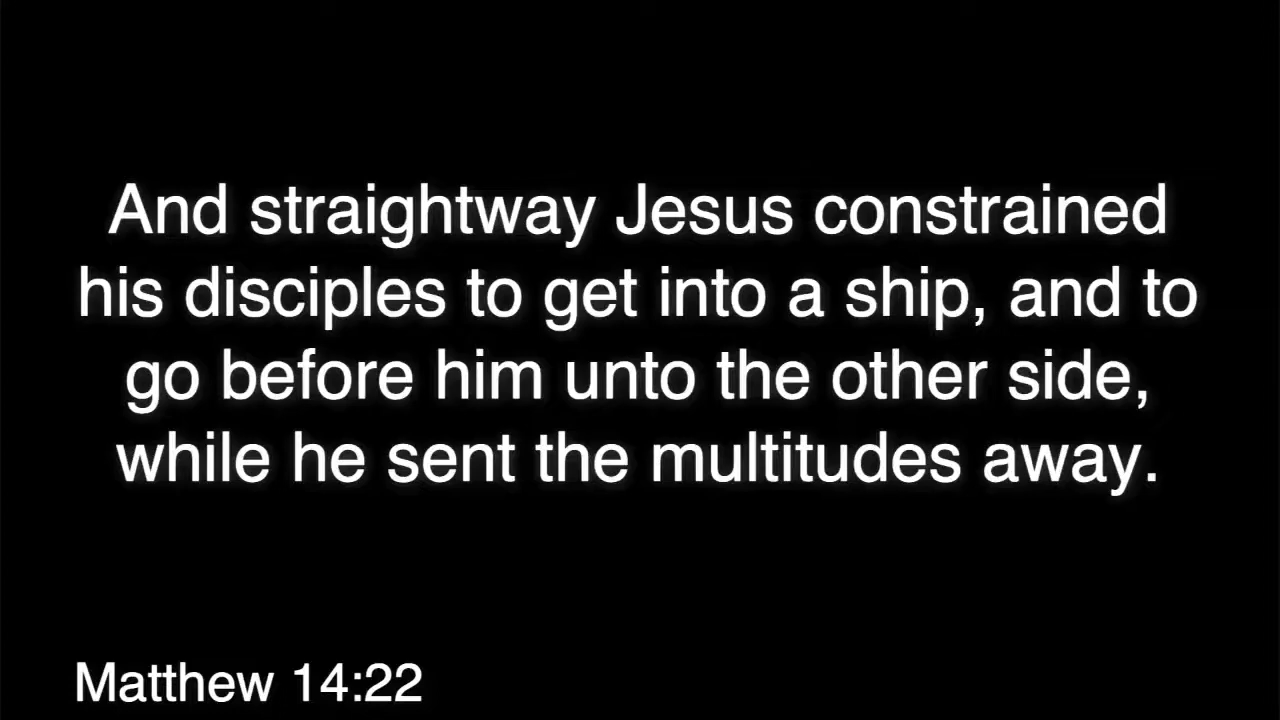 And straightway Jesus constrained
his disciples to get into a ship, and to
go before him unto the other side,
while he sent the multitudes away.
Matthew 14:22